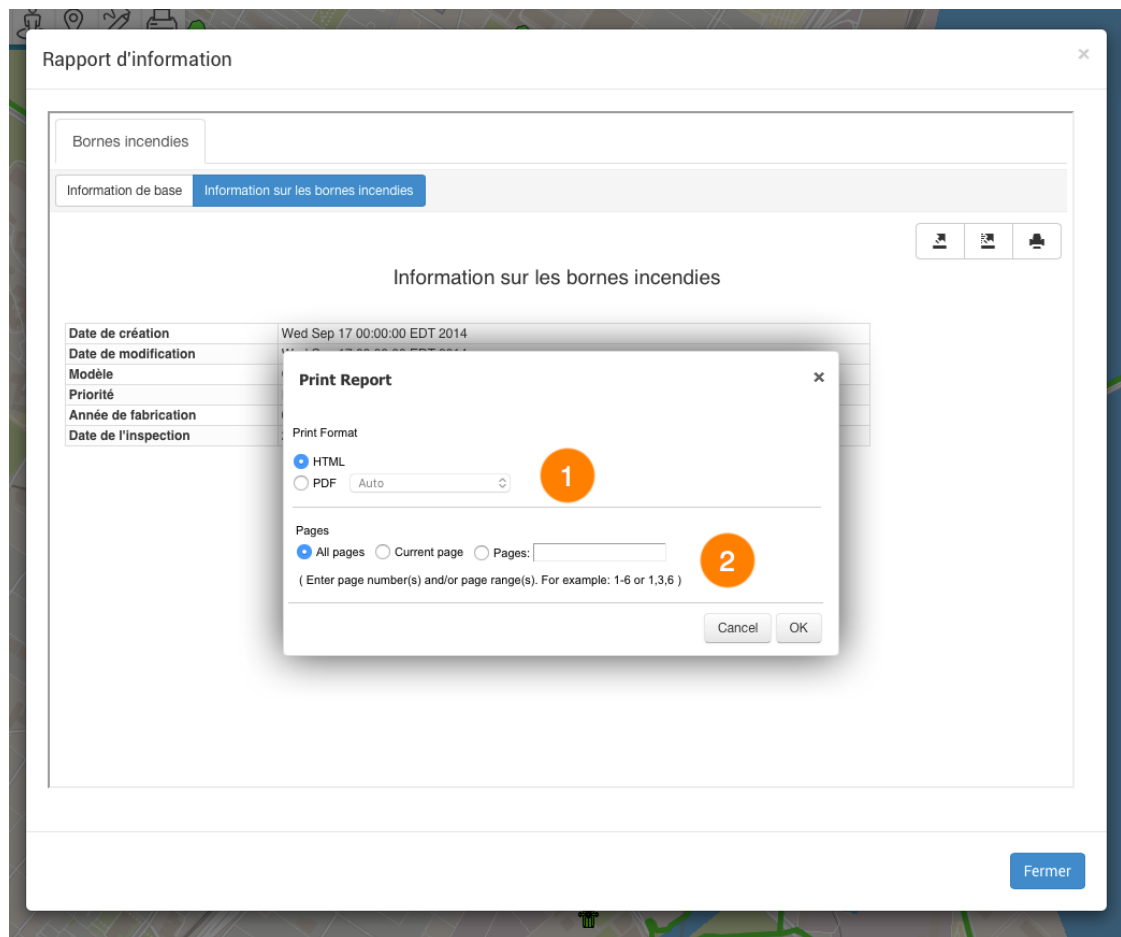 Rapport d'information
×
Bornes incendies
Information de base Information sur les bornes incendies
Information sur les bornes incendies
Date de création Wed Sep 17 00:00:00 EDT 2014
Date de modification
Modèle
Priorité
Année de fabrication
Date de l'inspection
Print Report ×
Print Format
HTML
PDF Auto
1
Pages
All pages Current page Pages:
2
( Enter page number(s) and/or page range(s). For example: 1-6 or 1,3,6 )
Cancel OK
Fermer